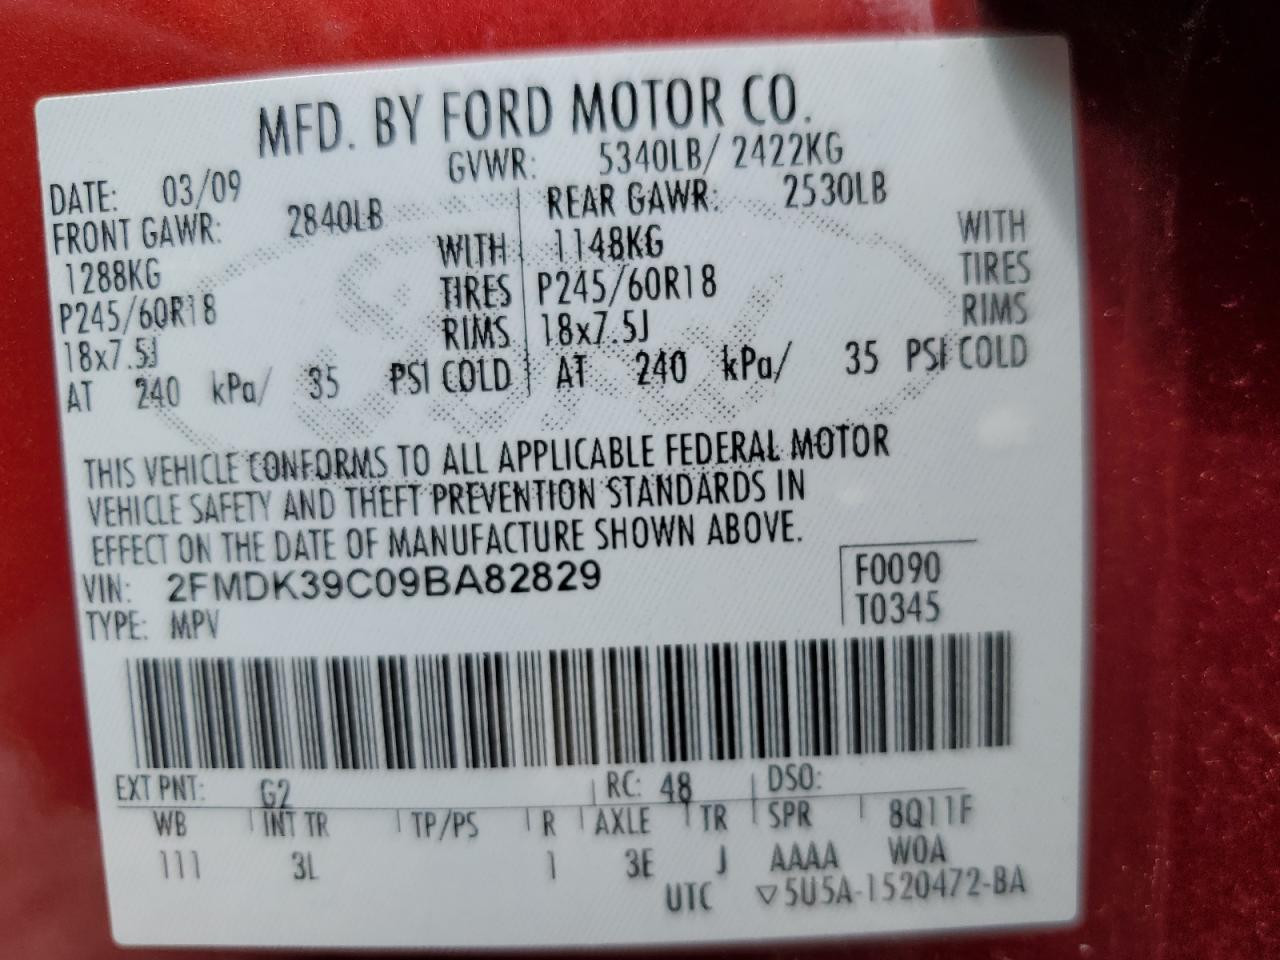 MFD. BY FORD MOTOR CO.
DATE: 03/09 GVWR: 5340LB/ 2422KG
FRONT GAWR: 2840LB REAR GAWR: 2530LB
1288KG WITH 1148KG WITH
P245/60R18 TIRES P245/60R18 TIRES
18x7.5J RIMS 18x7.5J RIMS
AT 240 kPa/ 35 PSI COLD AT 240 kPa/ 35 PSI COLD
THIS VEHICLE CONFORMS TO ALL APPLICABLE FEDERAL MOTOR
VEHICLE SAFETY AND THEFT PREVENTION STANDARDS IN
EFFECT ON THE DATE OF MANUFACTURE SHOWN ABOVE.
VIN: 2FMDK39C09BA82829 F0090
TYPE: MPV T0345
EXT PNT: G2 RC: 48 DSO:
WB INT TR TP/PS R AXLE TR SPR 8Q11F
111 3L 1 3E J AAAA W0A
UTC ▽5U5A-1520472-BA